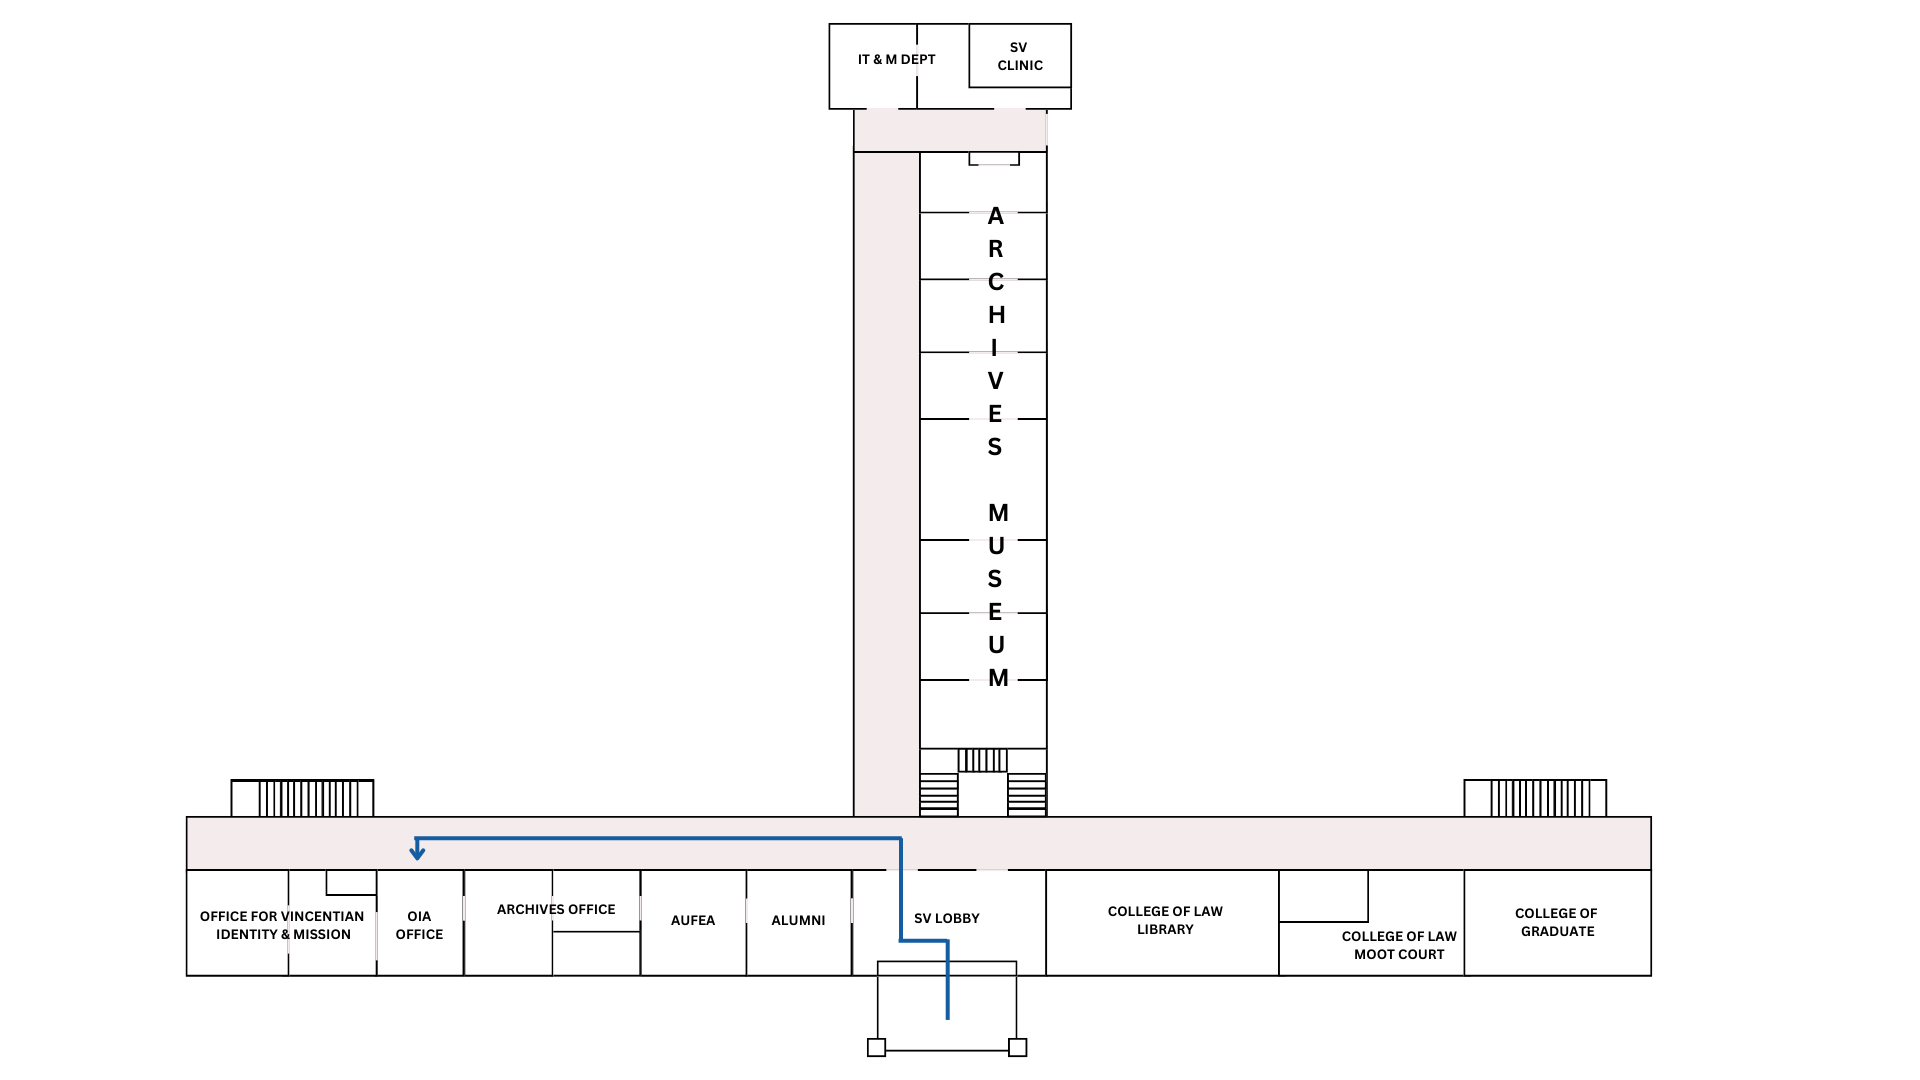 IT & M DEPT
SV
CLINIC
A
R
C
H
I
V
E
S
M
U
S
E
U
M
OFFICE FOR VINCENTIAN
IDENTITY & MISSION
OIA
OFFICE
ARCHIVES OFFICE
AUFEA
ALUMNI
SV LOBBY
COLLEGE OF LAW
LIBRARY
COLLEGE OF LAW
MOOT COURT
COLLEGE OF
GRADUATE